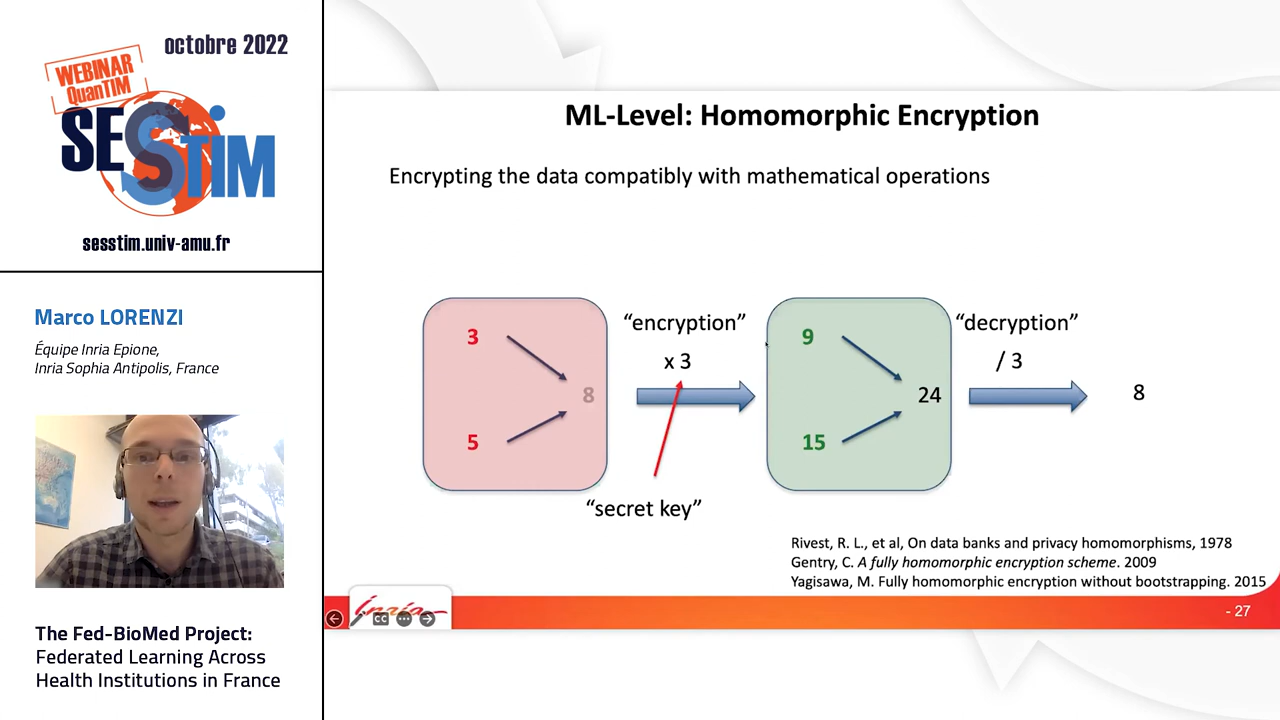 octobre 2022
WEBINAR
QuanTIM
SESSTIM
sesstim.univ-amu.fr
Marco LORENZI
Équipe Inria Epione,
Inria Sophia Antipolis, France
The Fed-BioMed Project:
Federated Learning Across
Health Institutions in France
ML-Level: Homomorphic Encryption
Encrypting the data compatibly with mathematical operations
3
5
8
“encryption”
x 3
“secret key”
9
15
24
“decryption”
/ 3
8
Rivest, R. L., et al, On data banks and privacy homomorphisms, 1978
Gentry, C. A fully homomorphic encryption scheme. 2009
Yagisawa, M. Fully homomorphic encryption without bootstrapping. 2015
Inria
CC
- 27